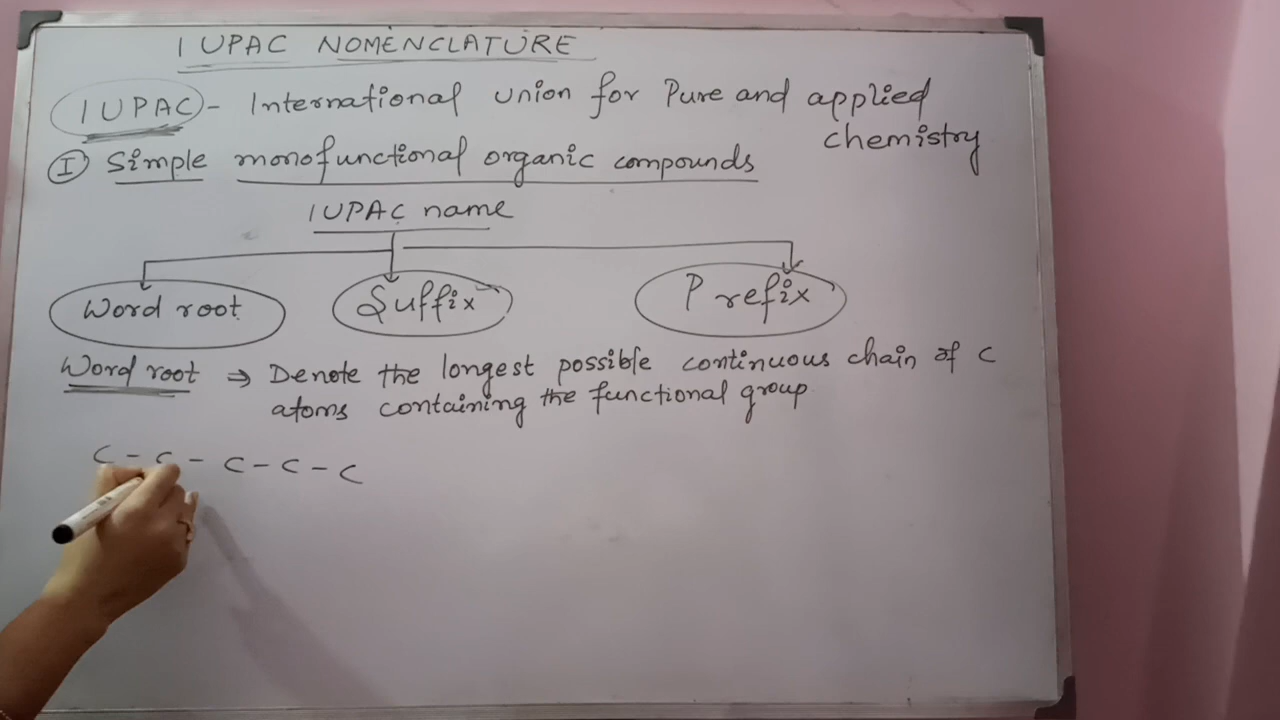 IUPAC NOMENCLATURE
IUPAC - International union for Pure and applied
chemistry
(I) Simple monofunctional organic compounds
IUPAC name
Word root Suffix Prefix
Word root ⇒ Denote the longest possible continuous chain of C
atoms containing the functional group.
C - C - C - C - C